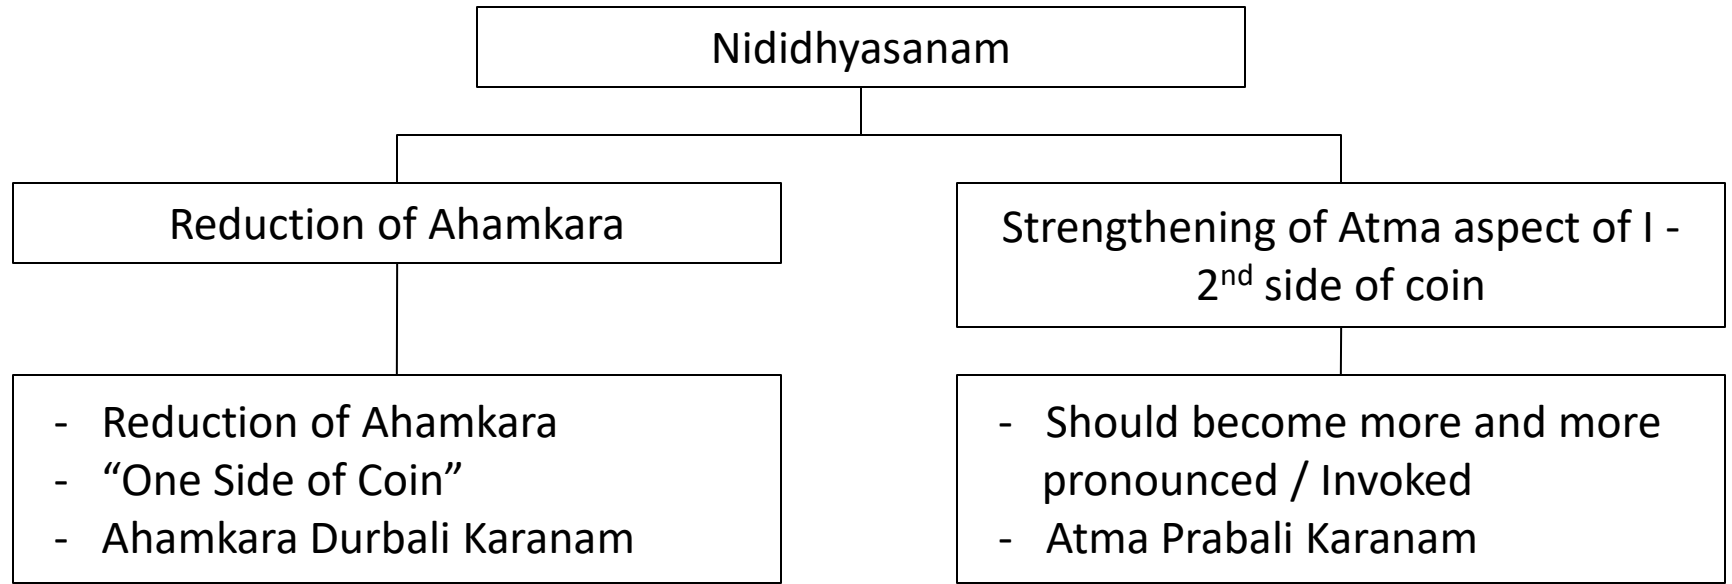 Nididhyasanam
Reduction of Ahamkara
Strengthening of Atma aspect of I -
2nd side of coin
- Reduction of Ahamkara
- “One Side of Coin”
- Ahamkara Durbali Karanam
- Should become more and more
pronounced / Invoked
- Atma Prabali Karanam